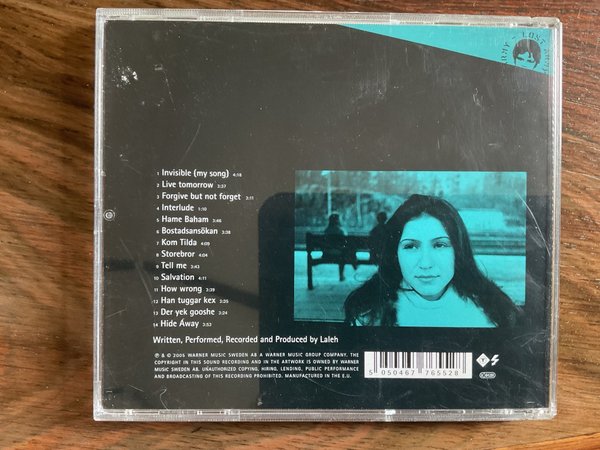 ARMY • LOST
1 Invisible (my song) 4:18
2 Live tomorrow 3:37
3 Forgive but not forget 3:11
4 Interlude 1:10
5 Hame Baham 3:46
6 Bostadsansökan 3:38
7 Kom Tilda 4:09
8 Storebror 4:04
9 Tell me 3:43
10 Salvation 4:11
11 How wrong 3:39
12 Han tuggar kex 3:35
13 Der yek gooshe 3:24
14 Hide Away 3:53
Written, Performed, Recorded and Produced by Laleh
℗ & © 2005 WARNER MUSIC SWEDEN AB A WARNER MUSIC GROUP COMPANY. THE
COPYRIGHT IN THIS SOUND RECORDING AND IN THE ARTWORK IS OWNED BY WARNER
MUSIC SWEDEN AB. UNAUTHORIZED COPYING, HIRING, LENDING, PUBLIC PERFORMANCE
AND BROADCASTING OF THIS RECORDING PROHIBITED. MANUFACTURED IN THE E.U.
5 050467 765528